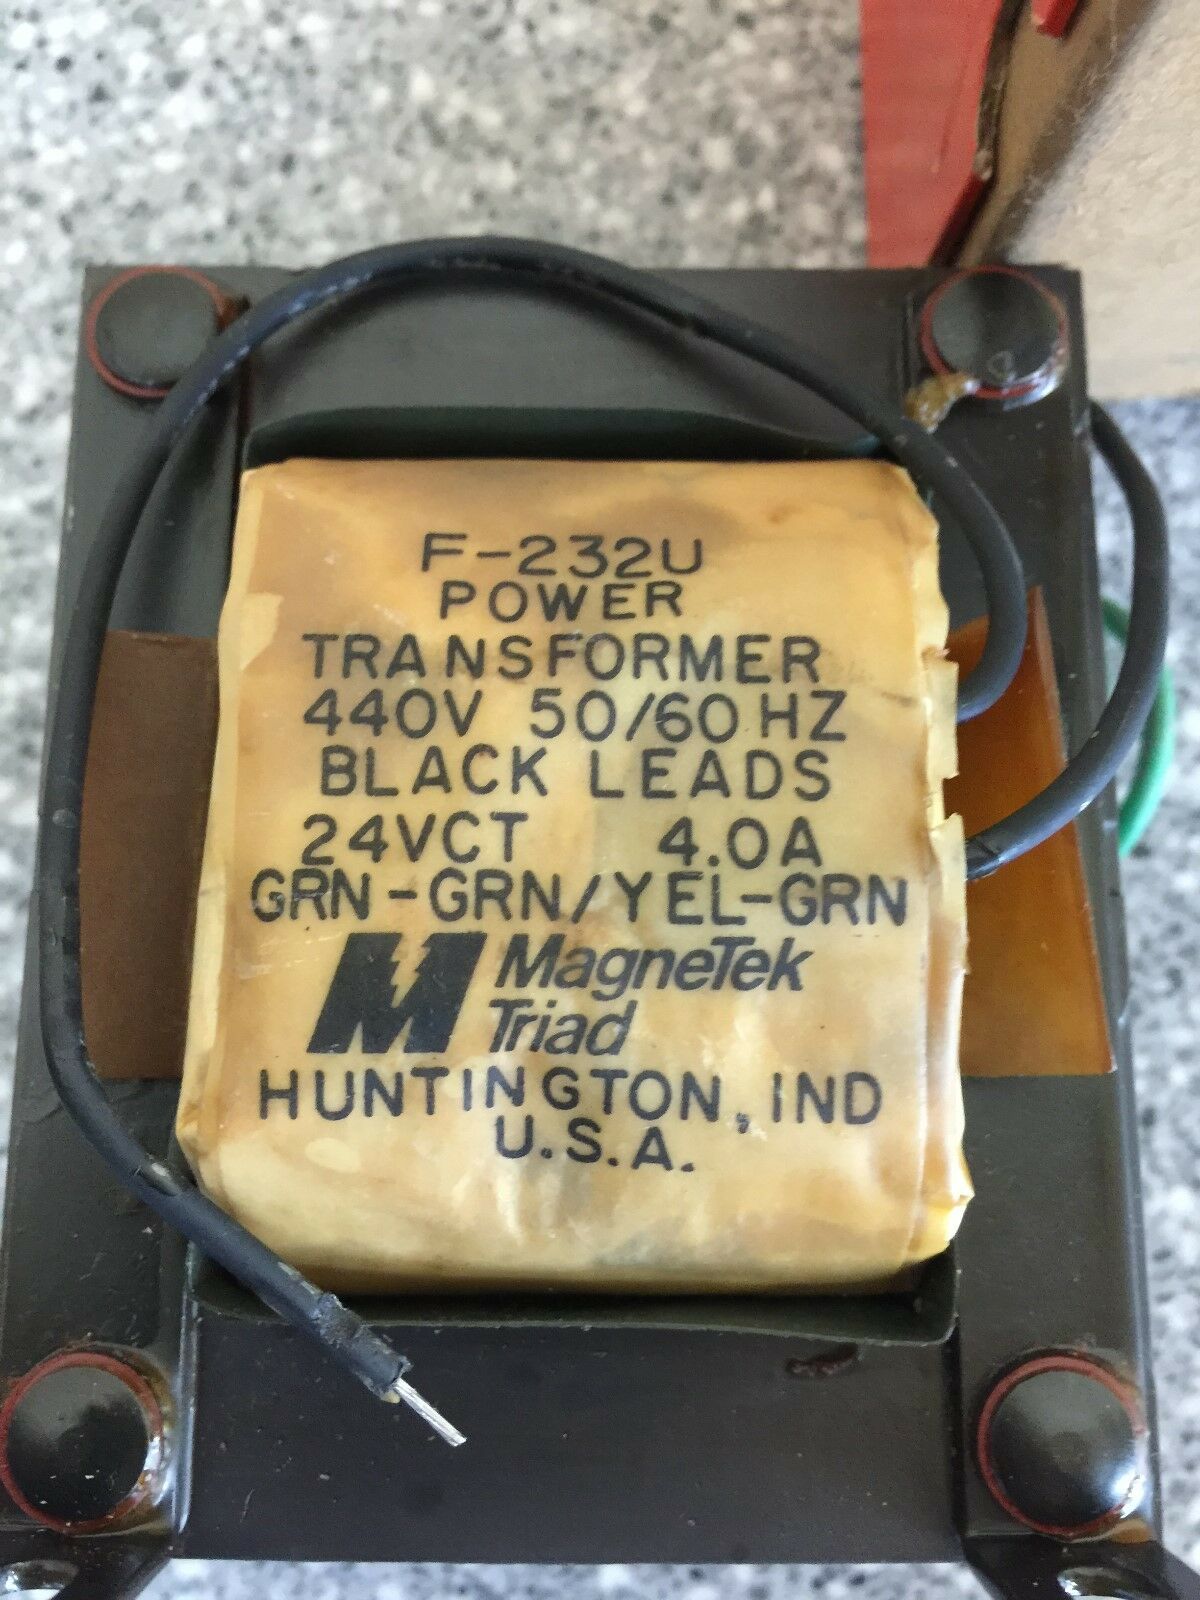 F-232U
POWER
TRANSFORMER
440V 50/60 HZ
BLACK LEADS
24VCT 4.0A
GRN-GRN/YEL-GRN
MagneTek
Triad
HUNTINGTON, IND
U.S.A.